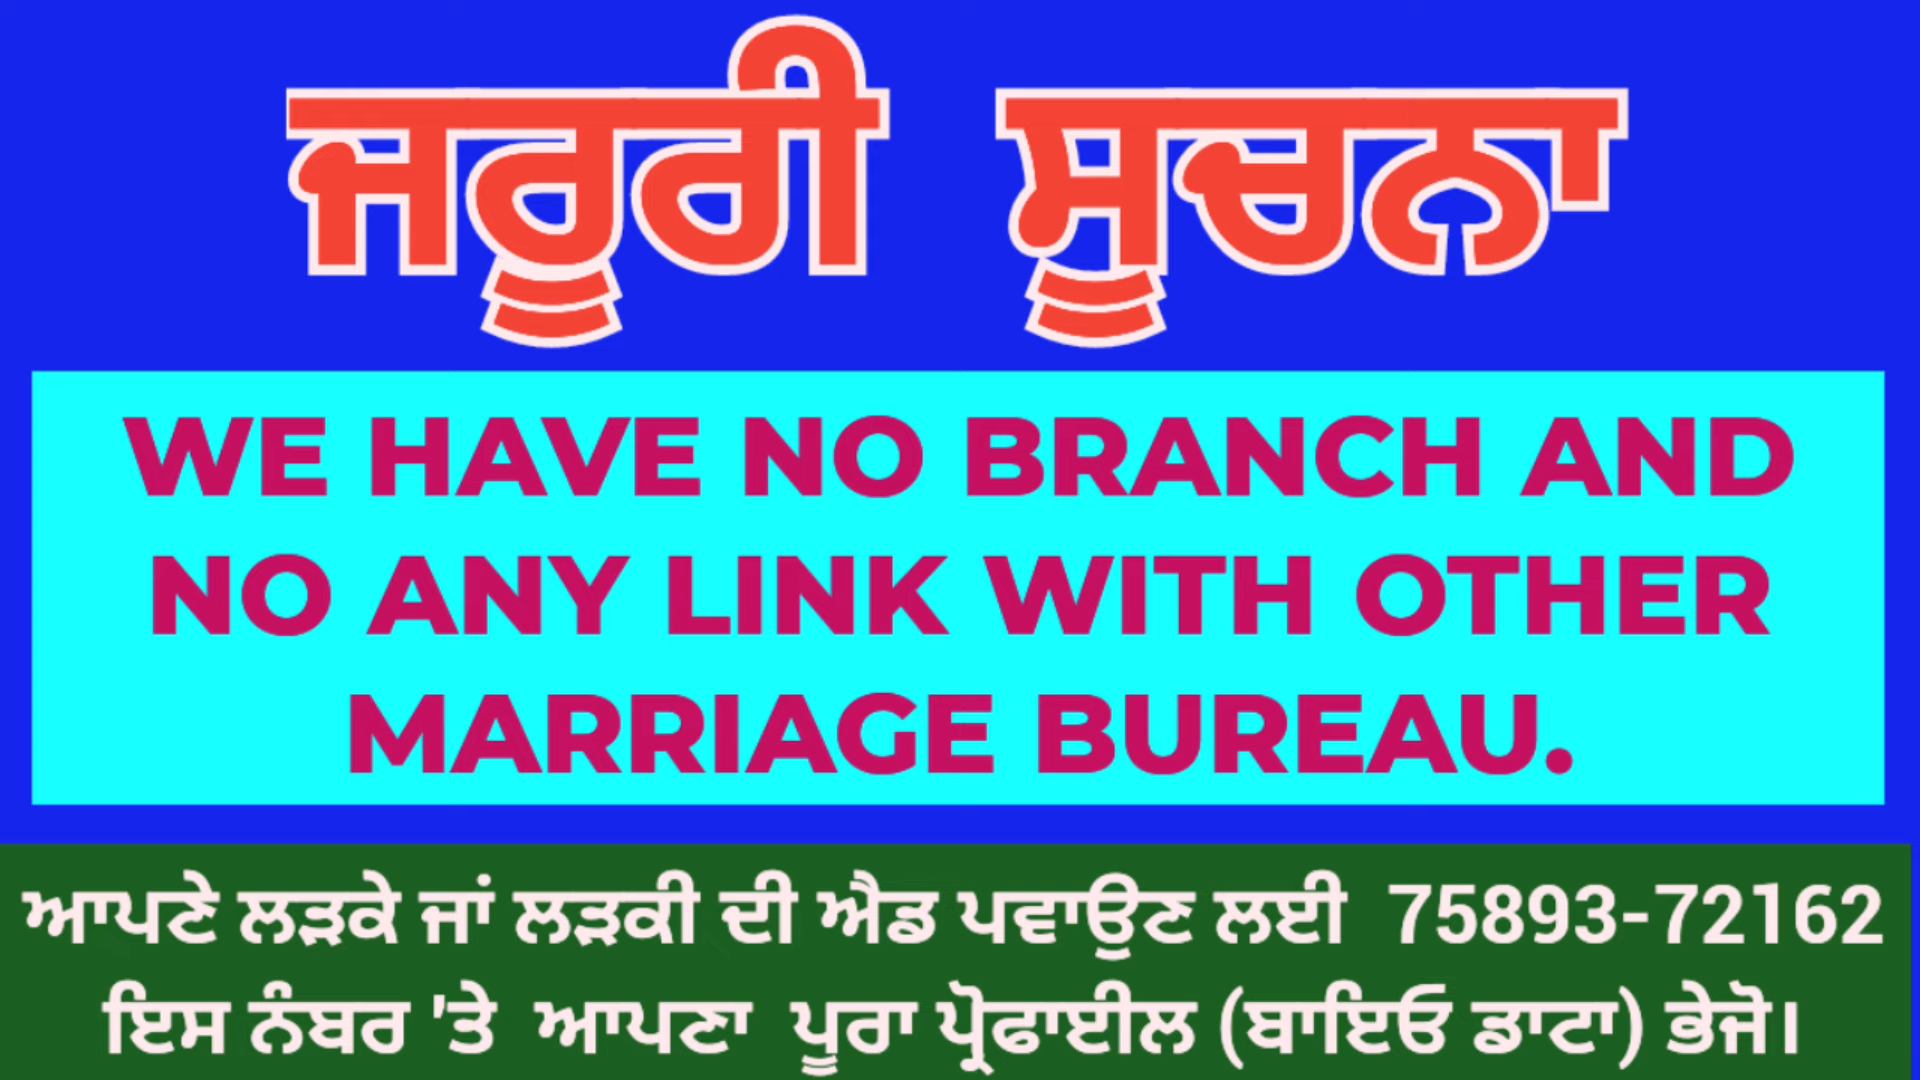 ਜਰੂਰੀ ਸੂਚਨਾ
WE HAVE NO BRANCH AND
NO ANY LINK WITH OTHER
MARRIAGE BUREAU.
ਆਪਣੇ ਲੜਕੇ ਜਾਂ ਲੜਕੀ ਦੀ ਐਡ ਪਵਾਉਣ ਲਈ 75893-72162
ਇਸ ਨੰਬਰ 'ਤੇ ਆਪਣਾ ਪੂਰਾ ਪ੍ਰੋਫਾਈਲ (ਬਾਇਓ ਡਾਟਾ) ਭੇਜੋ।